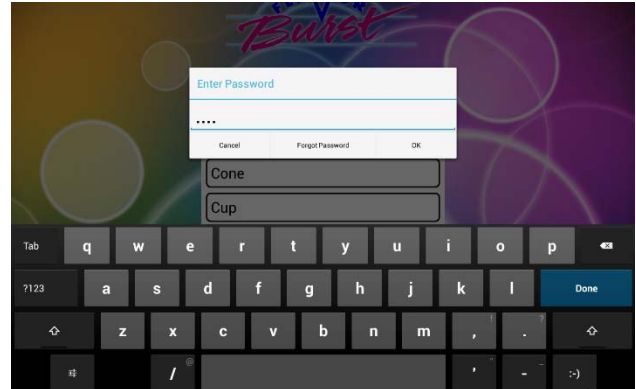 Burst
Enter Password
....
Cancel Forgot Password OK
Cone
Cup
Tab q w e r t y u i o p
?123 a s d f g h j k l Done
z x c v b n m , ! . ?
/ @ ' " - _ :-)